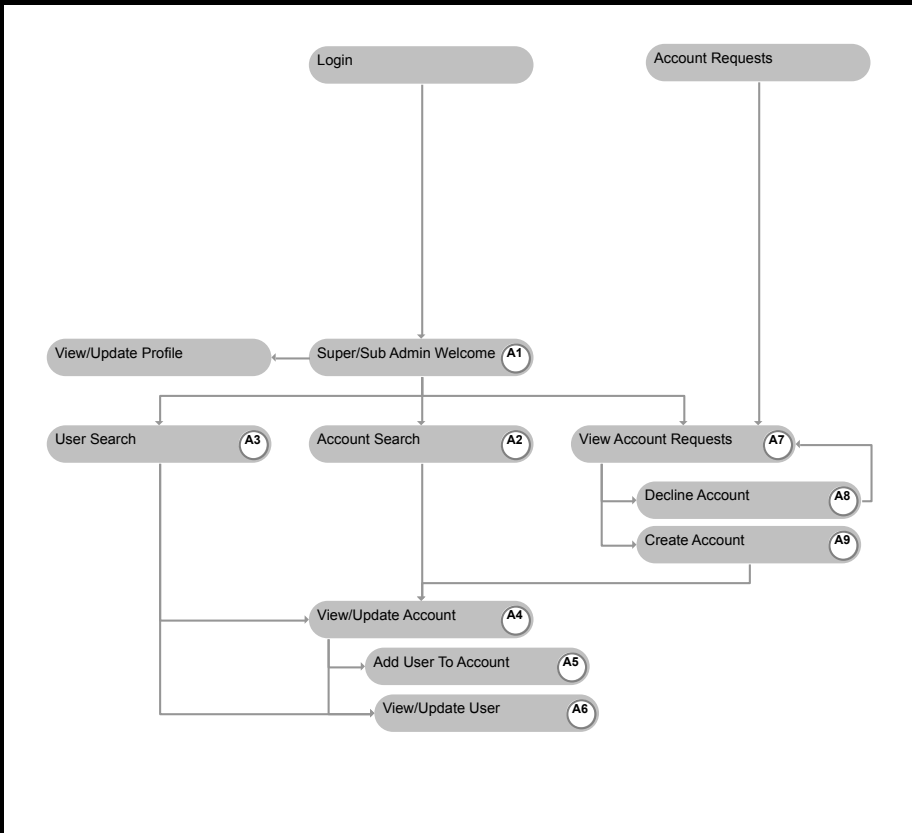 Login
Account Requests
View/Update Profile
Super/Sub Admin Welcome A1
User Search A3
Account Search A2
View Account Requests A7
Decline Account A8
Create Account A9
View/Update Account A4
Add User To Account A5
View/Update User A6